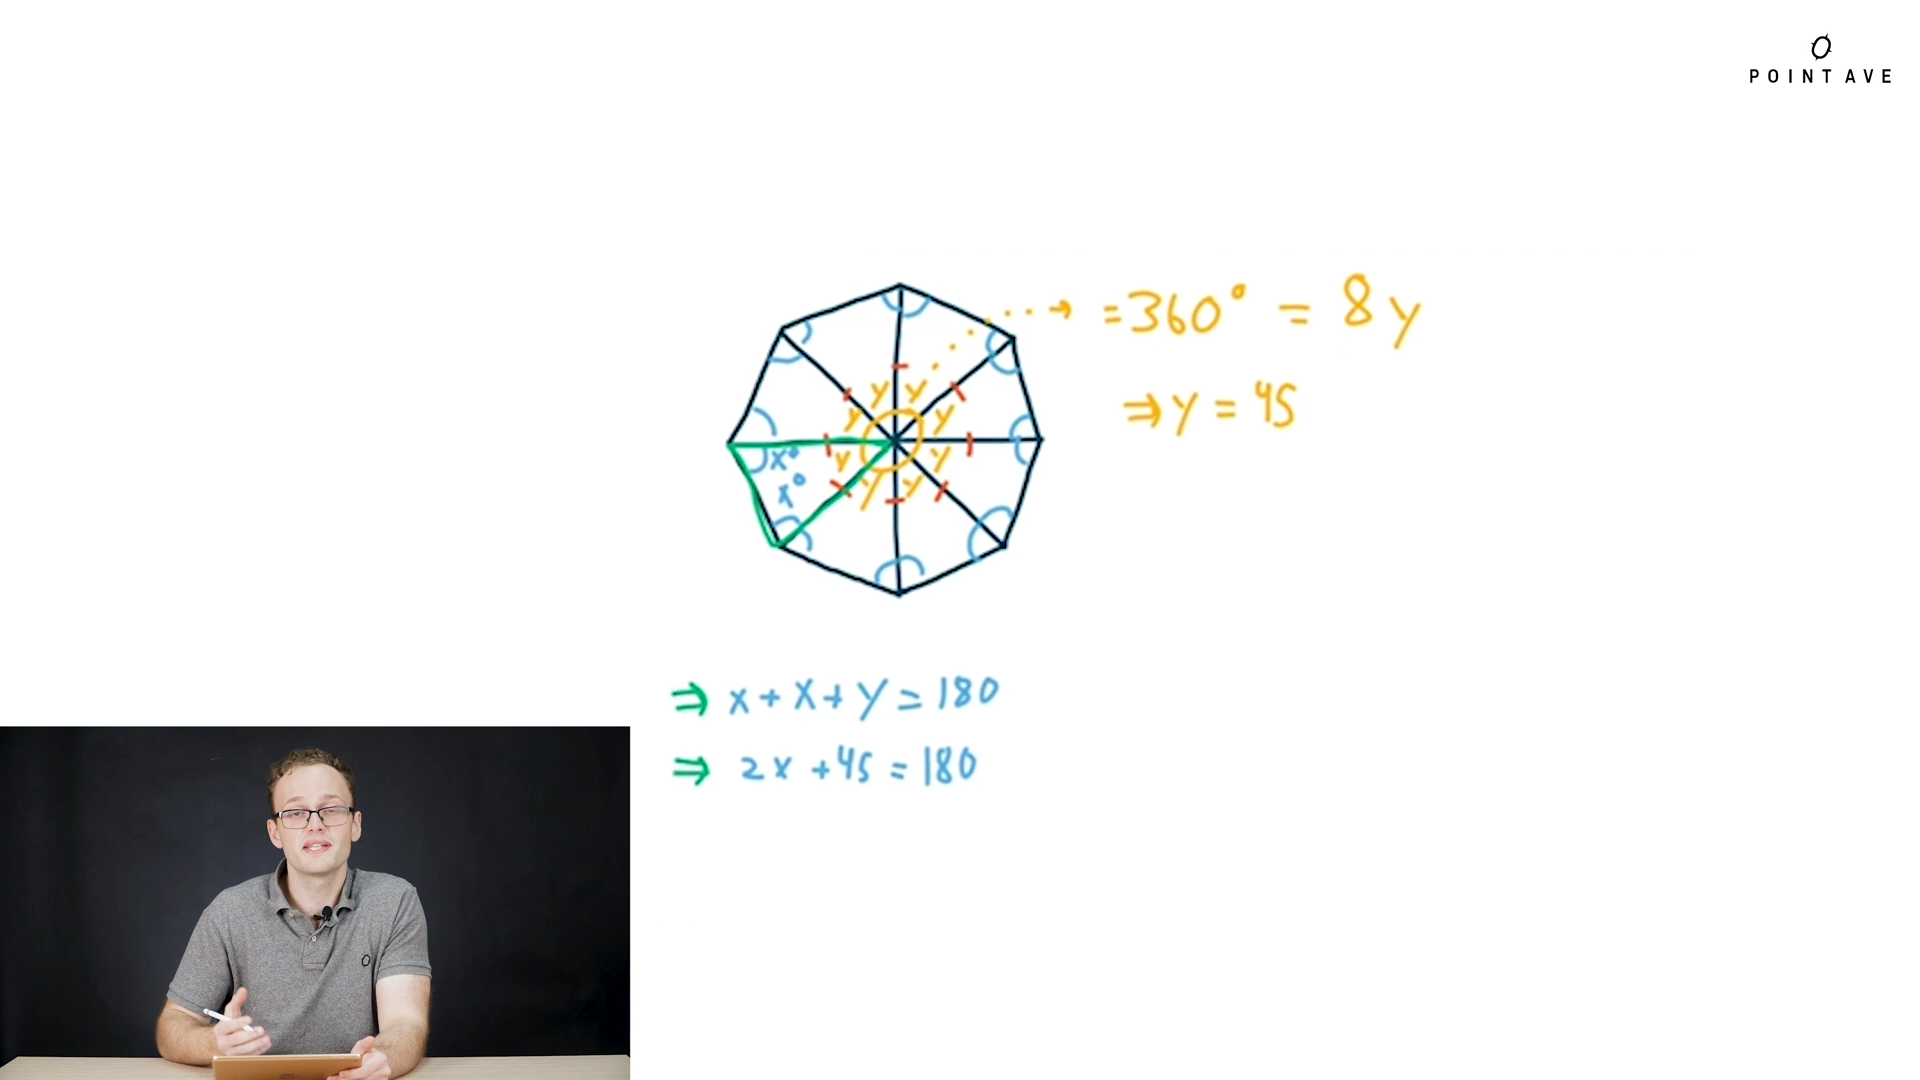 POINT AVE
= 360° = 8y
⇒ y = 45
y y
y y
x° y y
x° y y
⇒ x + x + y = 180
⇒ 2x + 45 = 180